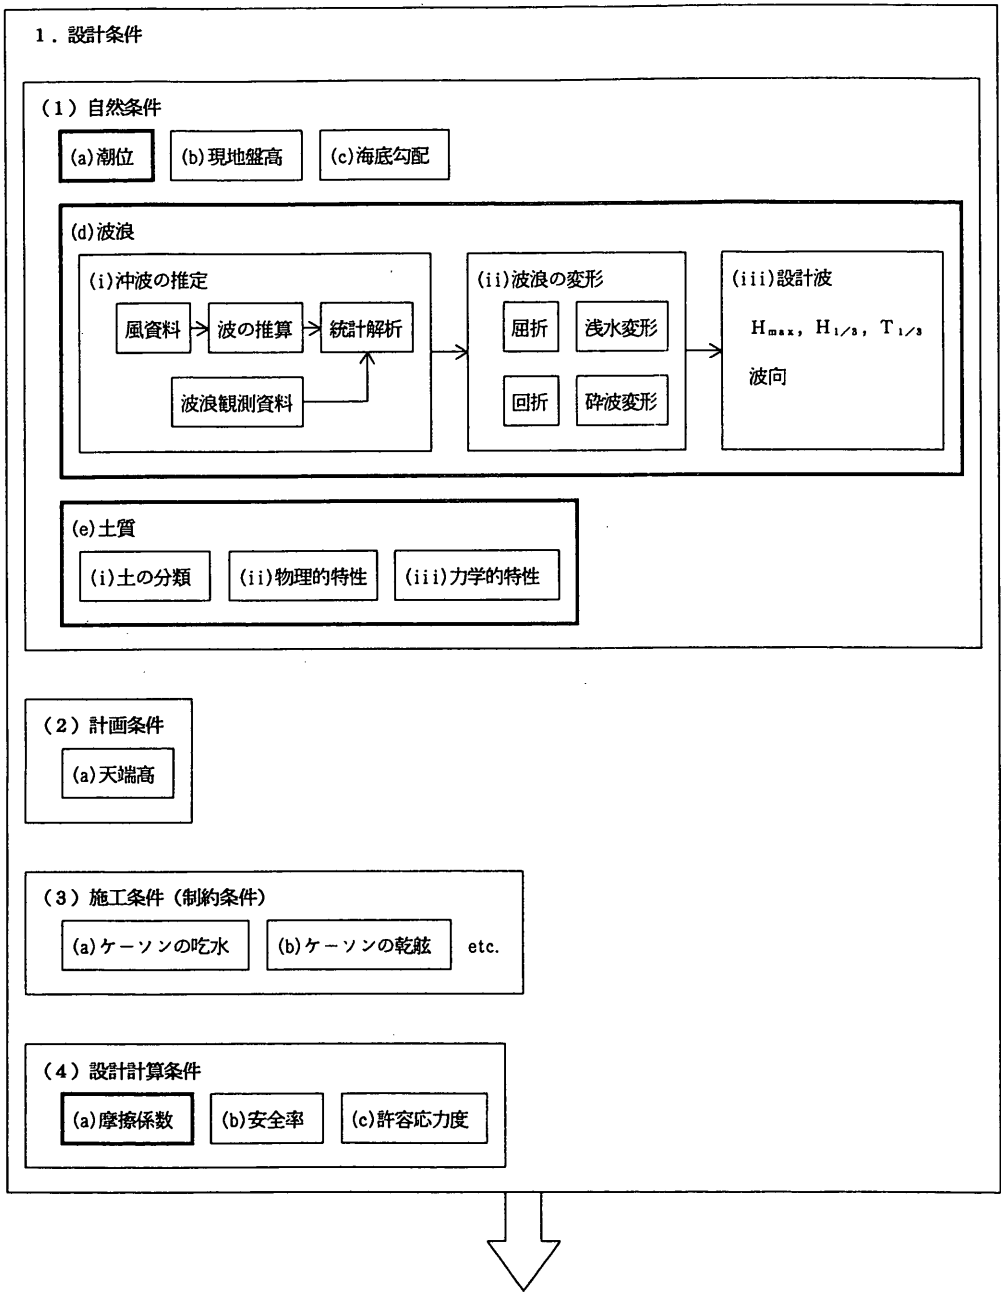 1. 設計条件
(1) 自然条件
(a)潮位
(b)現地盤高
(c)海底勾配
(d)波浪
(i)沖波の推定
風資料
波の推算
統計解析
波浪観測資料
(ii)波浪の変形
屈折
浅水変形
回折
砕波変形
(iii)設計波
Hmax, H1/3, T1/3
波向
(e)土質
(i)土の分類
(ii)物理的特性
(iii)力学的特性
(2) 計画条件
(a)天端高
(3) 施工条件（制約条件）
(a)ケーソンの吃水
(b)ケーソンの乾舷
etc.
(4) 設計計算条件
(a)摩擦係数
(b)安全率
(c)許容応力度